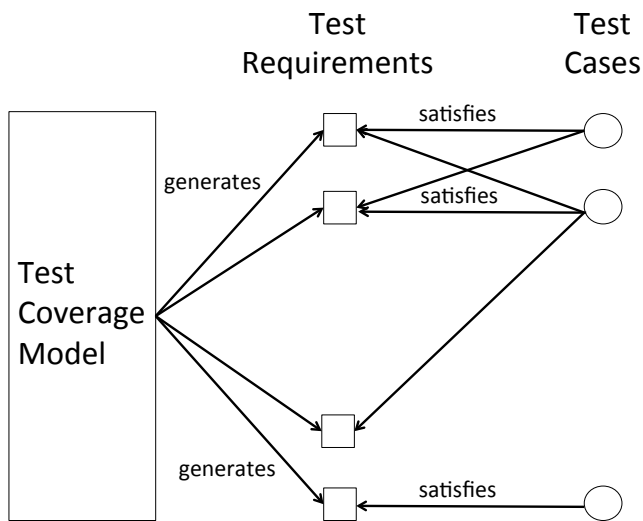 Test
Requirements
Test
Cases
satisfies
generates
satisfies
Test
Coverage
Model
generates
satisfies